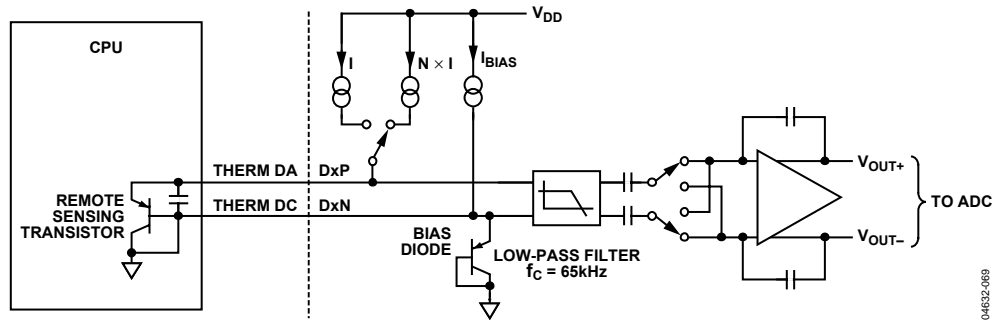 CPU
V_DD
I
N × I
I_BIAS
THERM DA
DxP
THERM DC
DxN
REMOTE
SENSING
TRANSISTOR
BIAS
DIODE
LOW-PASS FILTER
f_C = 65kHz
V_OUT+
V_OUT–
TO ADC
04632-069